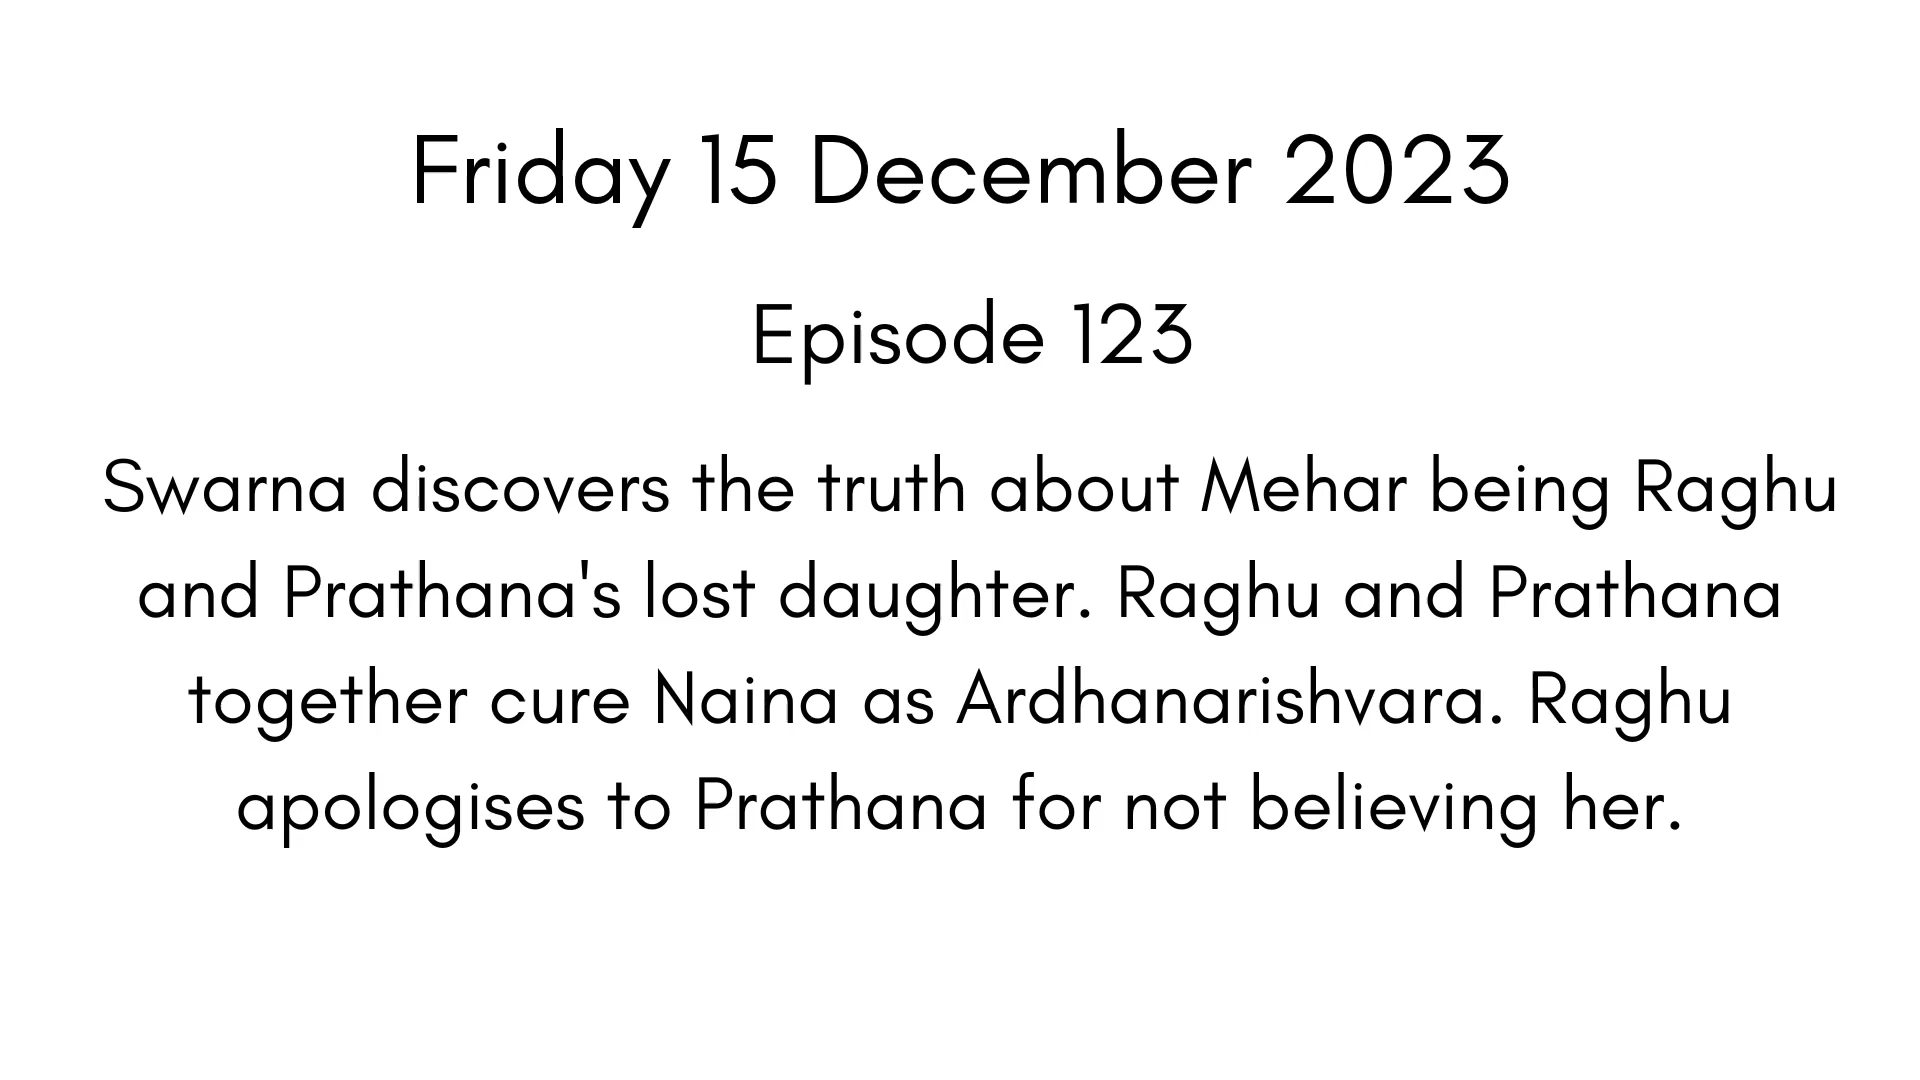 Friday 15 December 2023
Episode 123
Swarna discovers the truth about Mehar being Raghu
and Prathana's lost daughter. Raghu and Prathana
together cure Naina as Ardhanarishvara. Raghu
apologises to Prathana for not believing her.